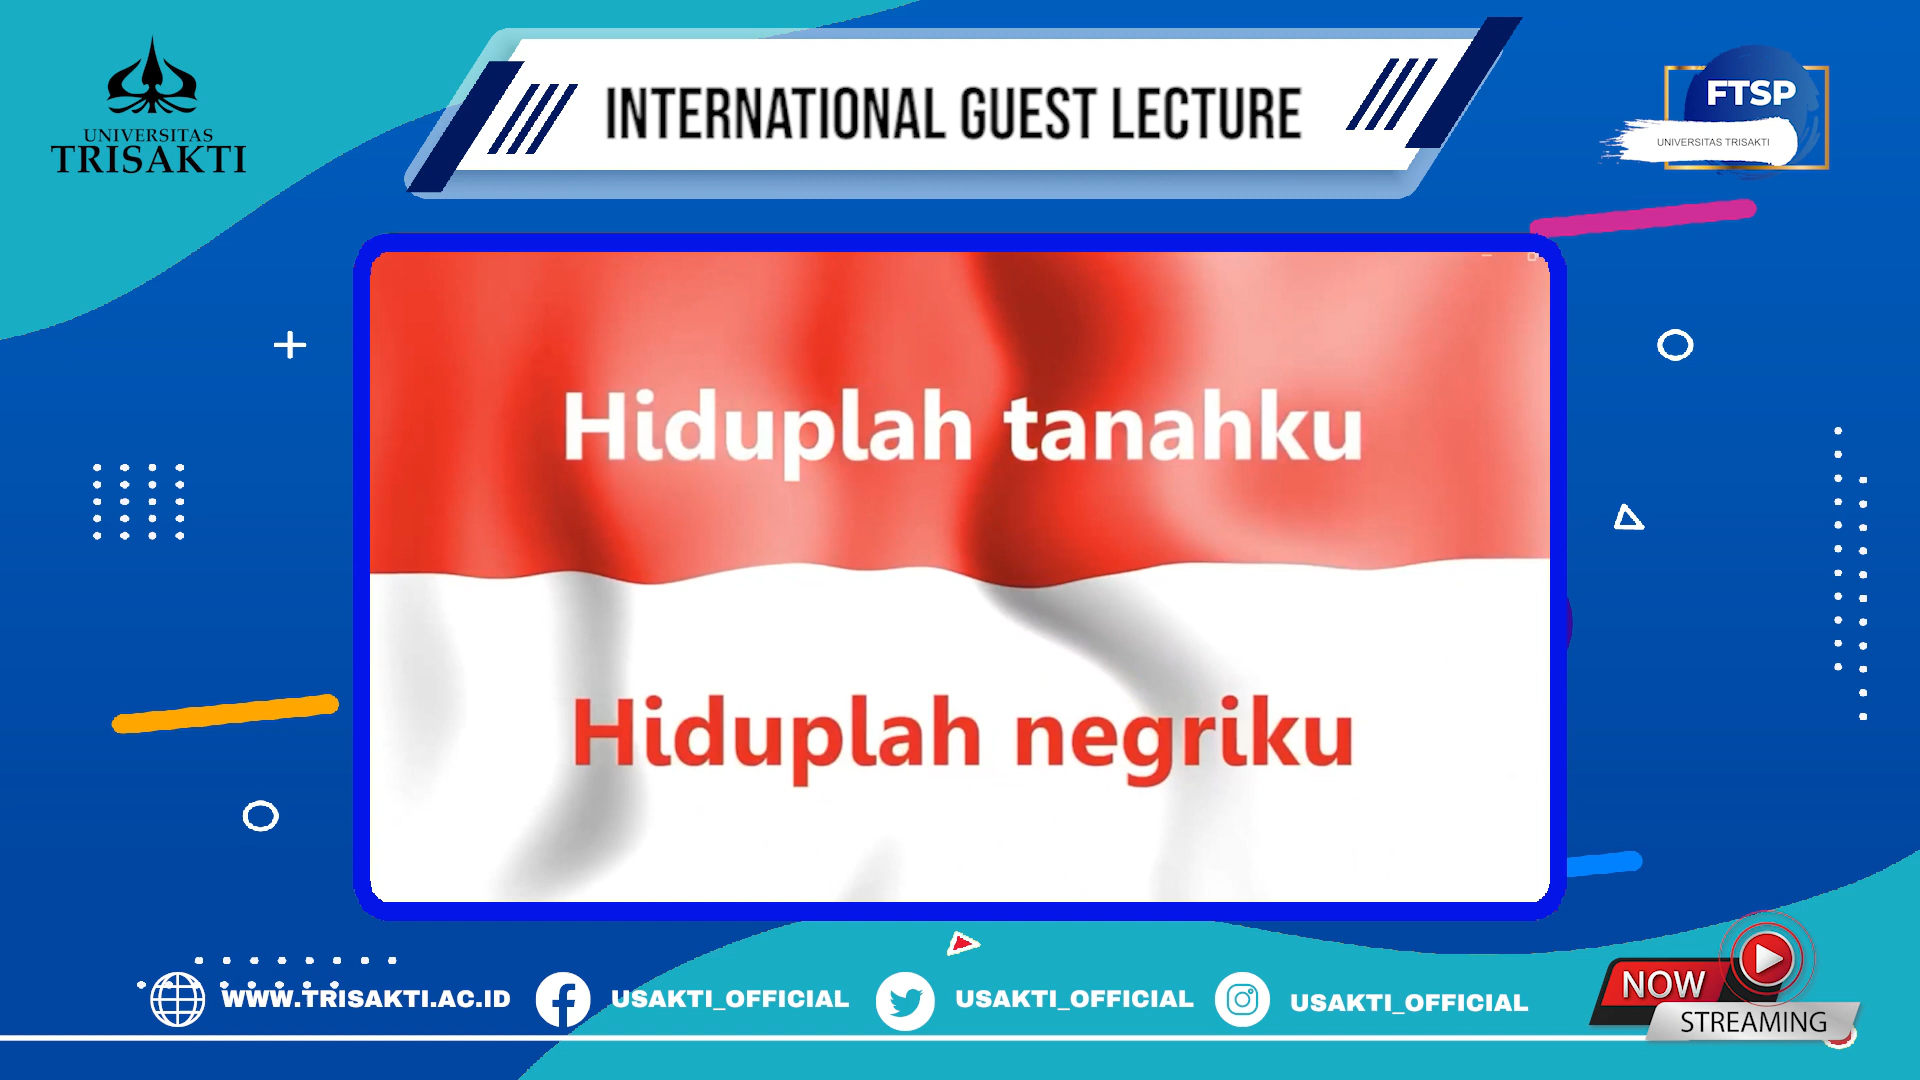 UNIVERSITAS
TRISAKTI
INTERNATIONAL GUEST LECTURE
FTSP
UNIVERSITAS TRISAKTI
Hiduplah tanahku
Hiduplah negriku
WWW.TRISAKTI.AC.ID
USAKTI_OFFICIAL
USAKTI_OFFICIAL
USAKTI_OFFICIAL
NOW
STREAMING